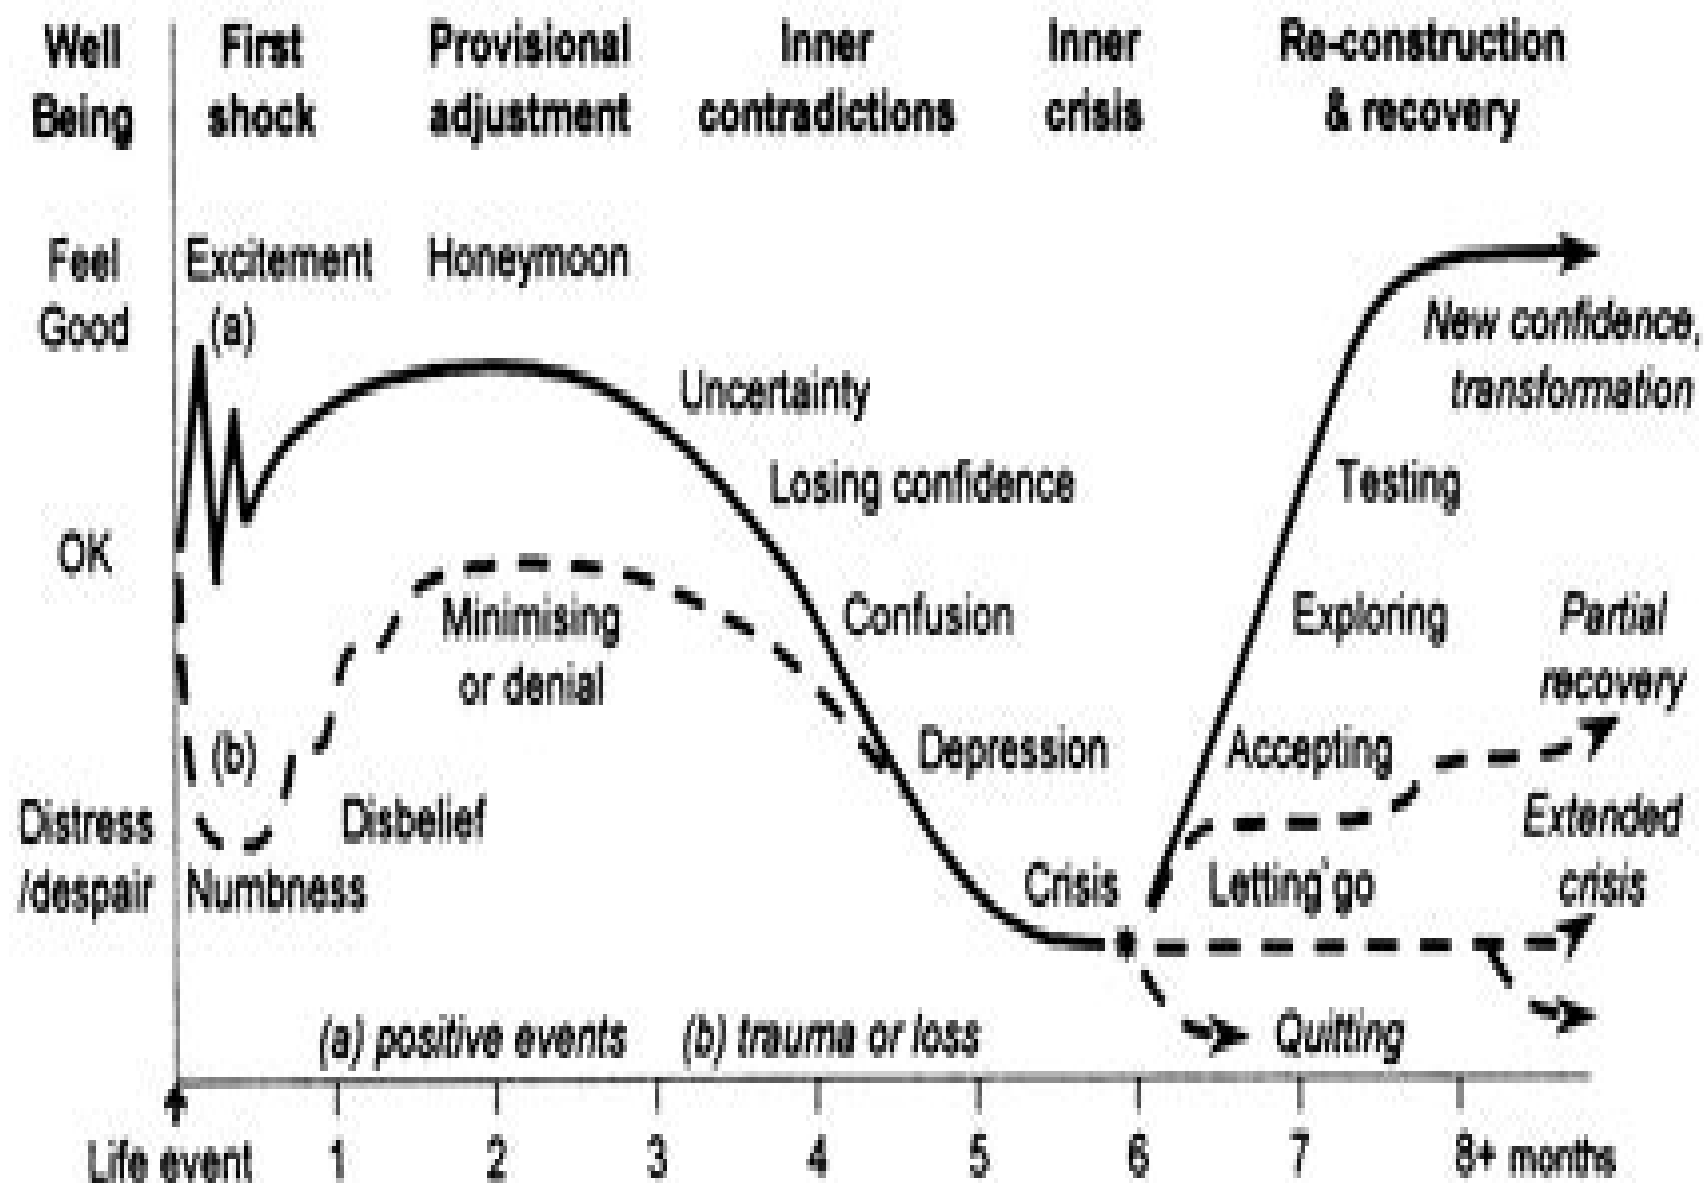 Well First Provisional Inner Inner Re-construction
Being shock adjustment contradictions crisis & recovery
Feel Excitement Honeymoon
Good (a) New confidence,
Uncertainty transformation
Losing confidence Testing
OK
Minimising Confusion Exploring Partial
or denial recovery
(b) Depression Accepting
Distress Disbelief Extended
/despair Numbness Crisis Letting go crisis
(a) positive events (b) trauma or loss Quitting
Life event 1 2 3 4 5 6 7 8+ months